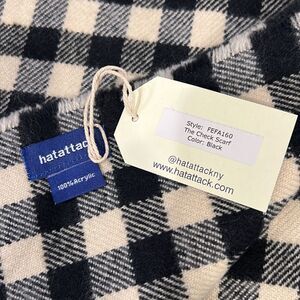 hatattack
100% Acrylic
Style: FEFA160
The Check Scarf
Color: Black
@hatattackny
www.hatattack.com